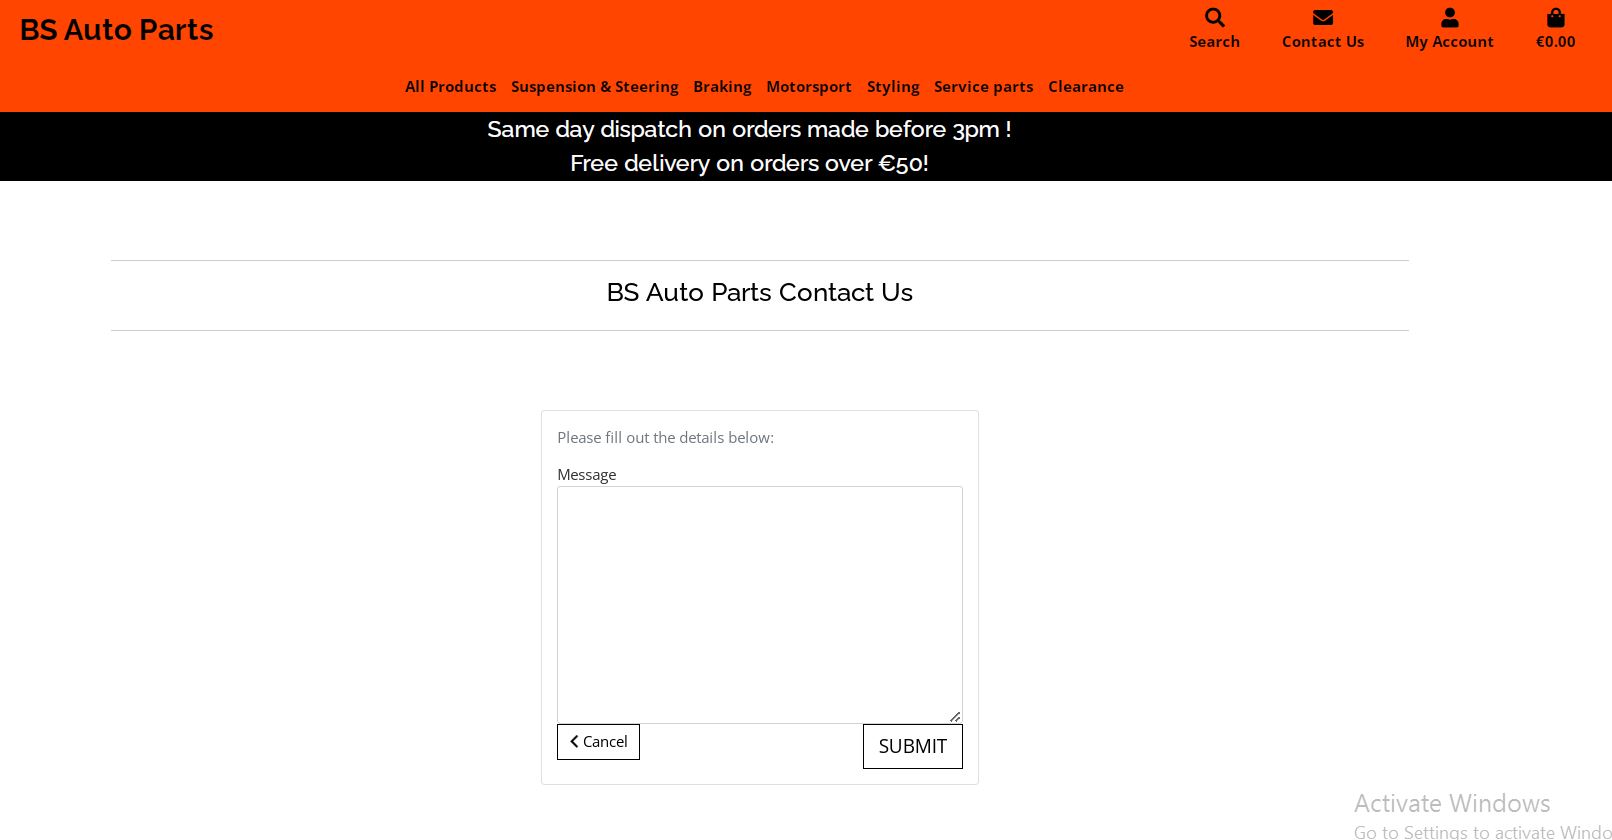 BS Auto Parts
Search
Contact Us
My Account
€0.00
All Products Suspension & Steering Braking Motorsport Styling Service parts Clearance
Same day dispatch on orders made before 3pm !
Free delivery on orders over €50!
BS Auto Parts Contact Us
Please fill out the details below:
Message
Cancel
SUBMIT
Activate Windows
Go to Settings to activate Windo